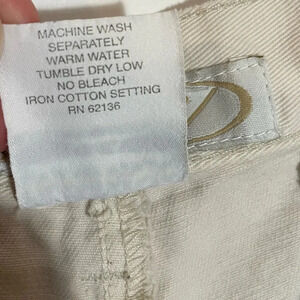 MACHINE WASH
SEPARATELY
WARM WATER
TUMBLE DRY LOW
NO BLEACH
IRON COTTON SETTING
RN 62136